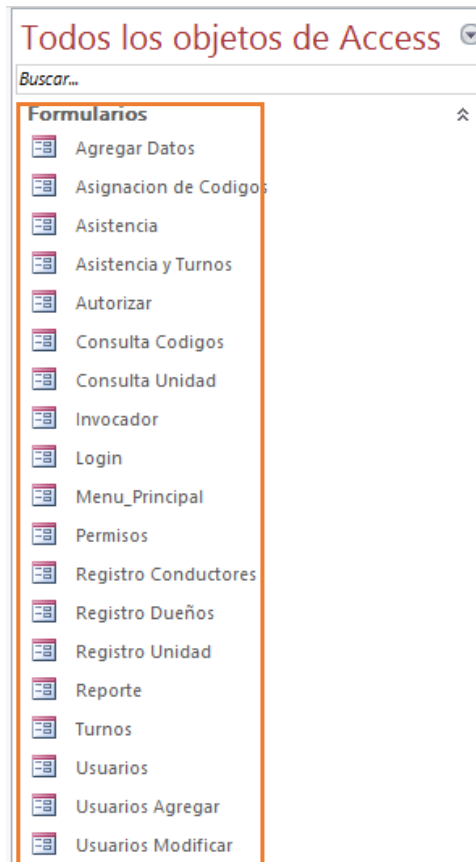 Todos los objetos de Access
Buscar...
Formularios
Agregar Datos
Asignacion de Codigos
Asistencia
Asistencia y Turnos
Autorizar
Consulta Codigos
Consulta Unidad
Invocador
Login
Menu_Principal
Permisos
Registro Conductores
Registro Dueños
Registro Unidad
Reporte
Turnos
Usuarios
Usuarios Agregar
Usuarios Modificar